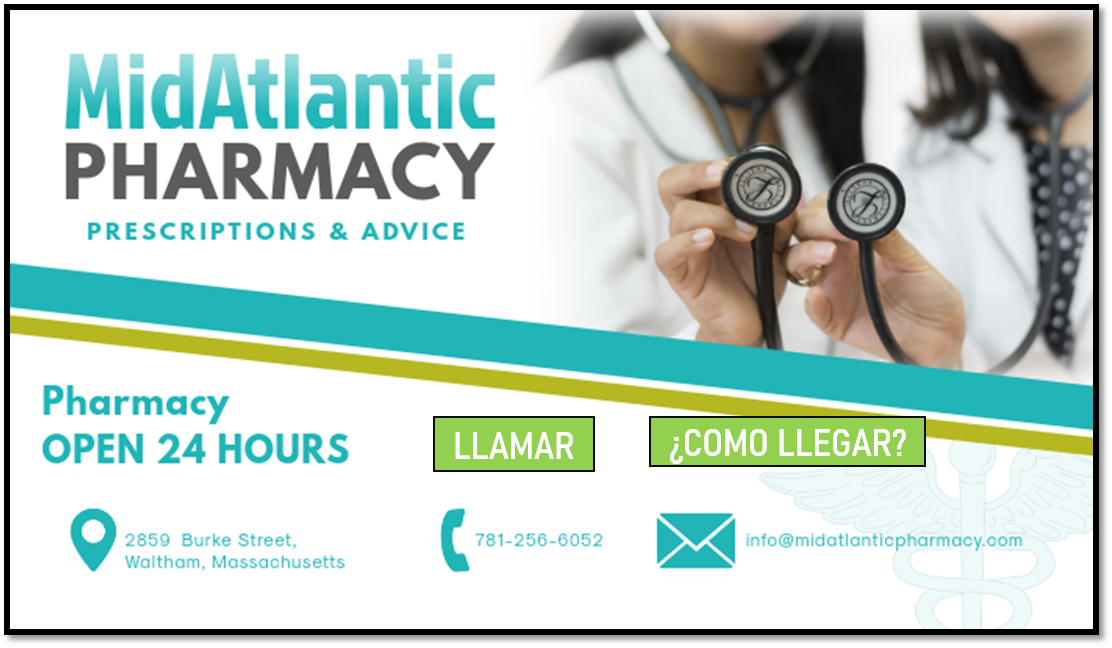 MidAtlantic
PHARMACY
PRESCRIPTIONS & ADVICE
Pharmacy
OPEN 24 HOURS
LLAMAR
¿COMO LLEGAR?
2859 Burke Street,
Waltham, Massachusetts
781-256-6052
info@midatlanticpharmacy.com